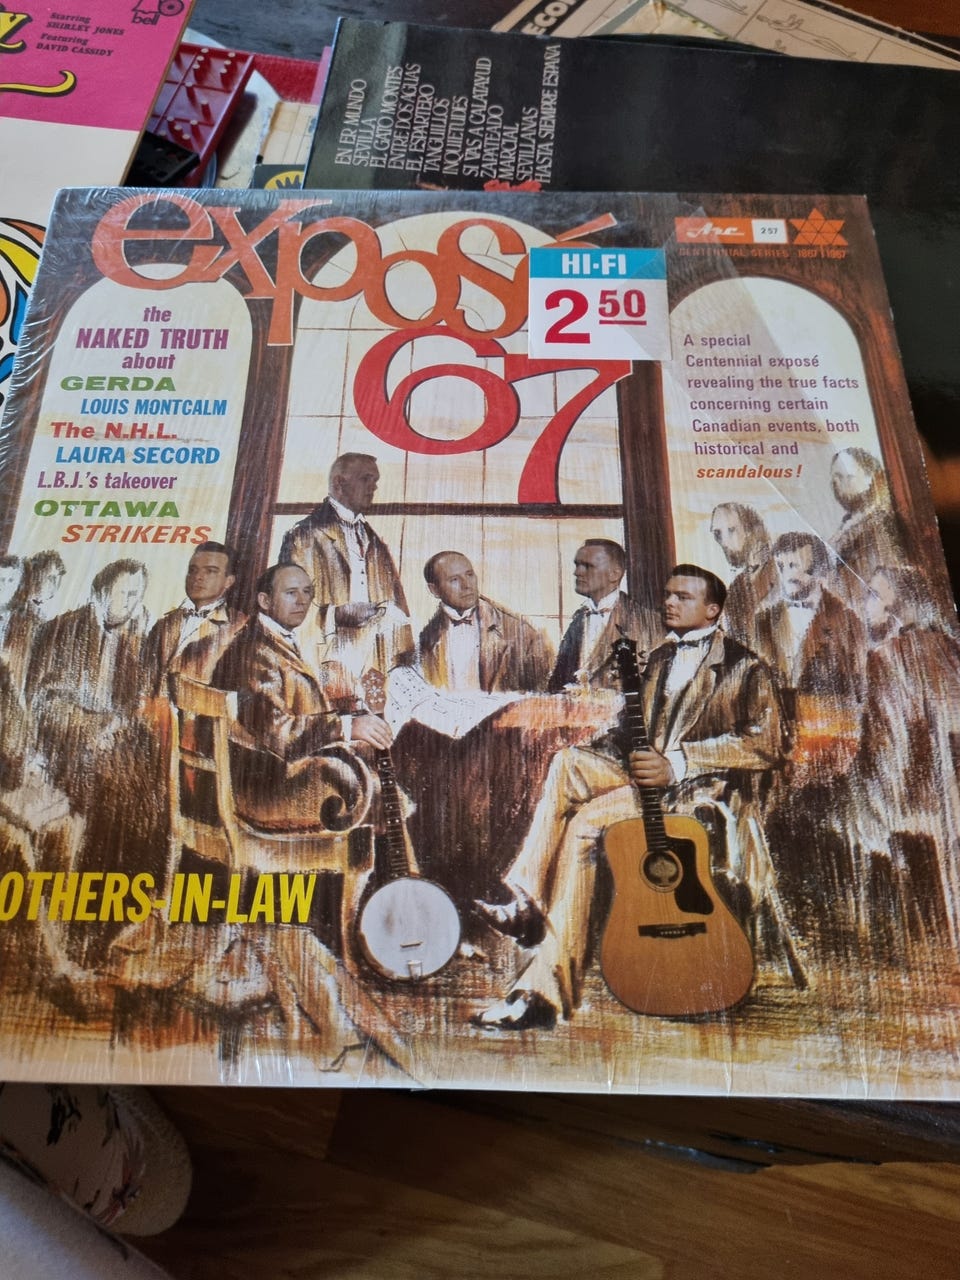 Starring
SHIRLEY JONES
Featuring
DAVID CASSIDY
bell
EN ER MUNDO
SEVILLA
EL GATO MONTES
ENTRE DOS AGUAS
EL ESPARTERO
TANGUILLOS
INQUIETUDES
SI VAS A CALATAYUD
ZAPATEADO
MARCIAL
SEVILLANAS
HASTA SIEMPRE ESPAÑA
exposé
67
HI-FI
2 50
Arc 257
CENTENNIAL SERIES 1867 1967
the
NAKED TRUTH
about
GERDA
LOUIS MONTCALM
The N.H.L.
LAURA SECORD
L.B.J.'s takeover
OTTAWA
STRIKERS
A special
Centennial exposé
revealing the true facts
concerning certain
Canadian events, both
historical and
scandalous!
OTHERS-IN-LAW